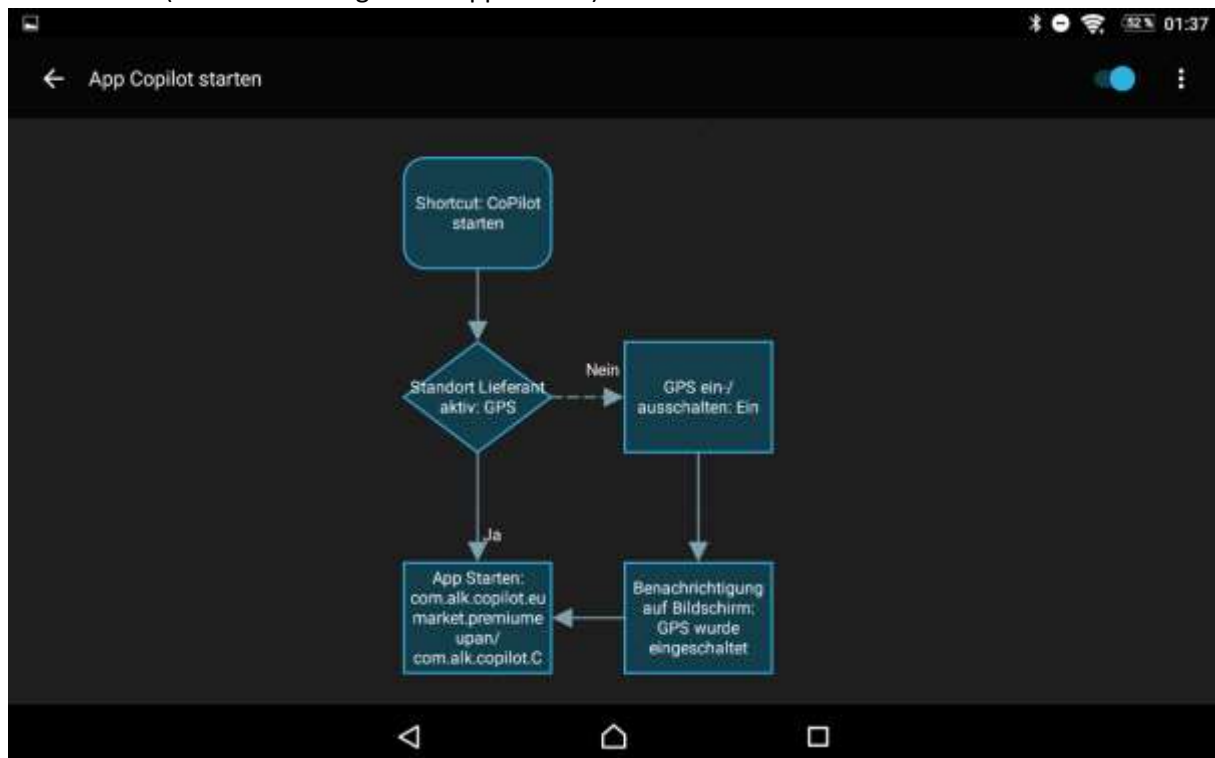 52 % 01:37
App Copilot starten
Shortcut: CoPilot
starten
Standort Lieferant
aktiv: GPS
Nein
GPS ein-/
ausschalten: Ein
Ja
App Starten:
com.alk.copilot.eu
market.premiume
upan/
com.alk.copilot.C
Benachrichtigung
auf Bildschirm:
GPS wurde
eingeschaltet